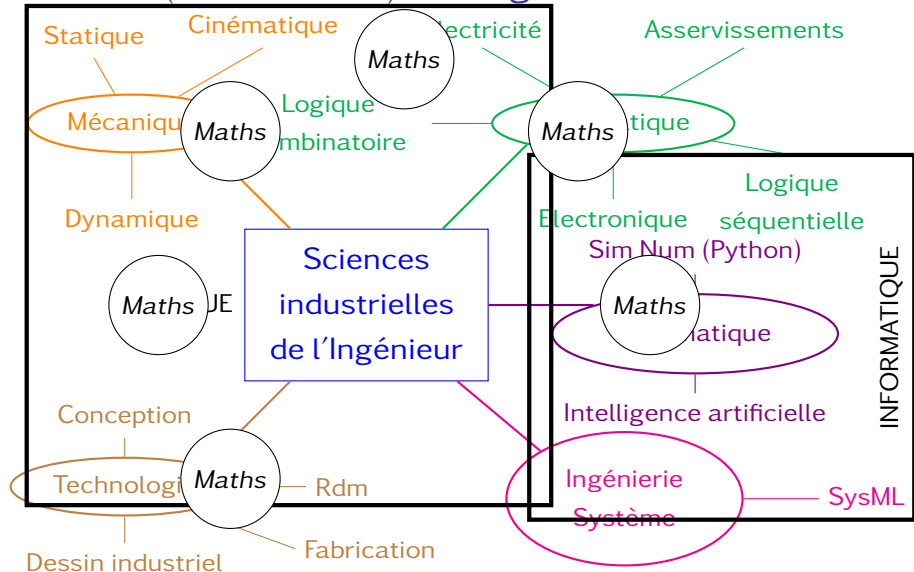 Cinématique
Statique
Maths
ectricité
Asservissements
Mécaniqu
Maths
Logique
mbinatoire
Maths
tique
Dynamique
Electronique
Logique
séquentielle
Sim Num (Python)
Sciences
industrielles
de l'Ingénieur
Maths
UE
Maths
atique
INFORMATIQUE
Intelligence artificielle
Conception
Technologi
Maths
Rdm
Ingénierie
Système
SysML
Fabrication
Dessin industriel